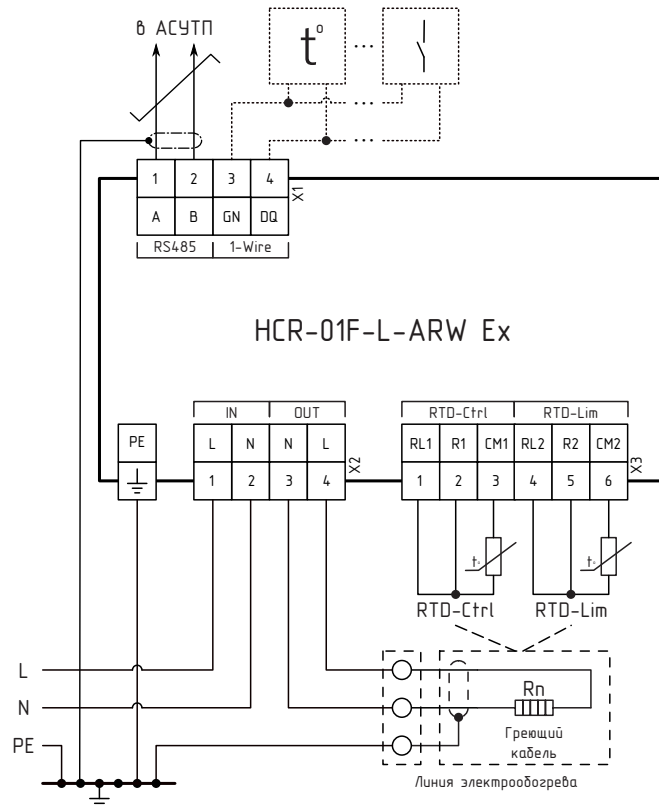 в АСУТП
t°
...
...
...
1 2 3 4
X1
A B GN DQ
RS485 1-Wire
HCR-01F-L-ARW Ex
IN OUT
RTD-Ctrl RTD-Lim
PE
L N N L
RL1 R1 CM1 RL2 R2 CM2
1 2 3 4
X2
1 2 3 4 5 6
X3
t° t°
RTD-Ctrl RTD-Lim
L
N
PE
Rn
Греющий
кабель
Линия электрообогрева